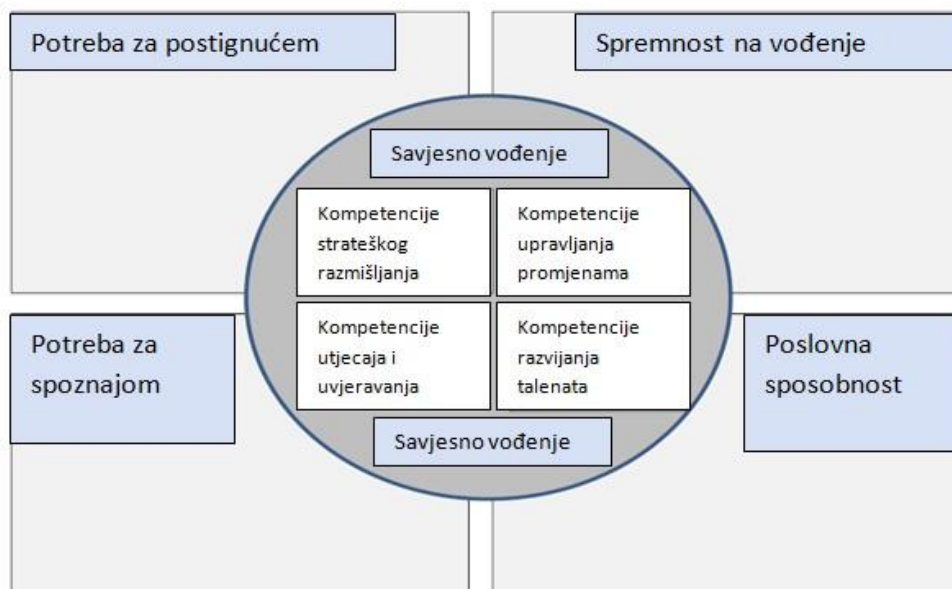 Potreba za postignućem
Spremnost na vođenje
Savjesno vođenje
Kompetencije
strateškog
razmišljanja
Kompetencije
upravljanja
promjenama
Potreba za
spoznajom
Kompetencije
utjecaja i
uvjeravanja
Kompetencije
razvijanja
talenata
Poslovna
sposobnost
Savjesno vođenje